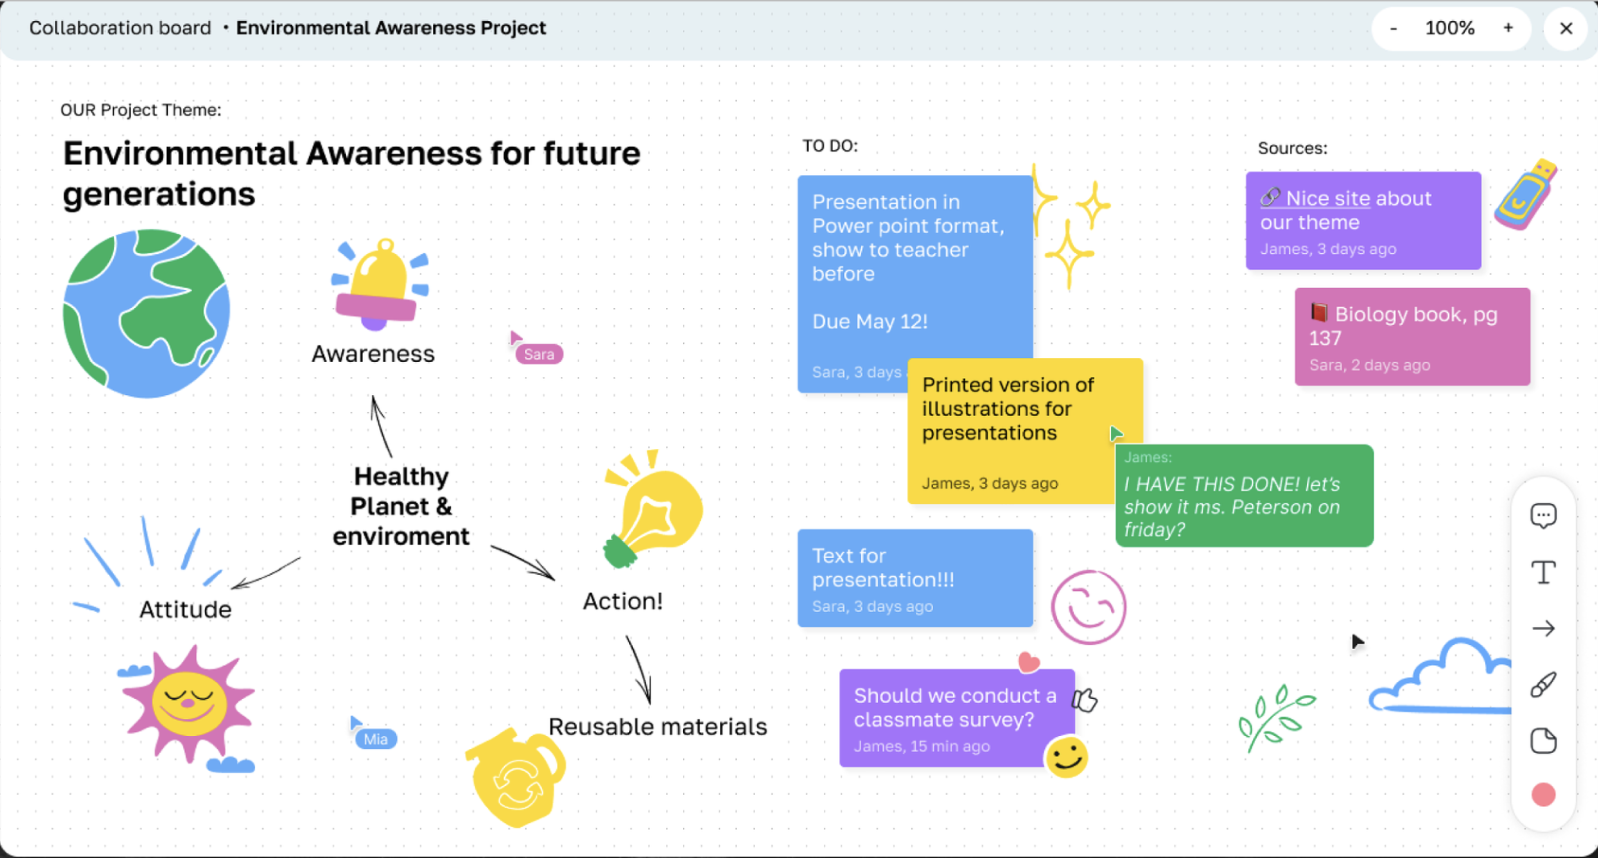 Collaboration board • Environmental Awareness Project
- 100% +
OUR Project Theme:
Environmental Awareness for future
generations
Awareness
Sara
Healthy
Planet &
enviroment
Attitude
Action!
Mia
Reusable materials
TO DO:
Presentation in
Power point format,
show to teacher
before
Due May 12!
Sara, 3 days
Printed version of
illustrations for
presentations
James, 3 days ago
James:
I HAVE THIS DONE! let's
show it ms. Peterson on
friday?
Text for
presentation!!!
Sara, 3 days ago
Should we conduct a
classmate survey?
James, 15 min ago
Sources:
Nice site about
our theme
James, 3 days ago
Biology book, pg
137
Sara, 2 days ago
T